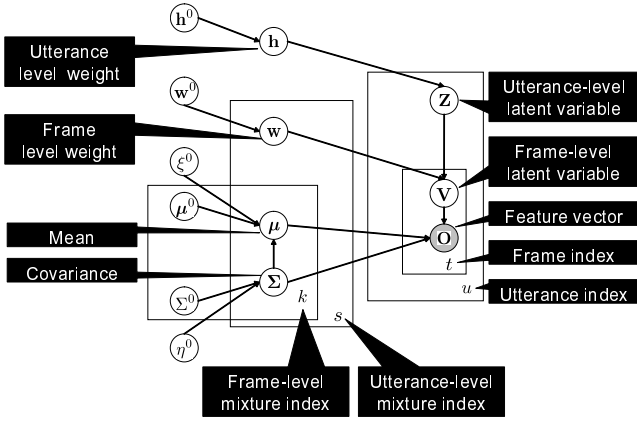 h⁰
h
Utterance
level weight
Z
Utterance-level
latent variable
w⁰
w
Frame
level weight
ξ⁰
Frame-level
latent variable
V
μ⁰
μ
Feature vector
O
Mean
Frame index
t
Covariance
Σ
k
u
Utterance index
Σ⁰
s
η⁰
Frame-level
mixture index
Utterance-level
mixture index